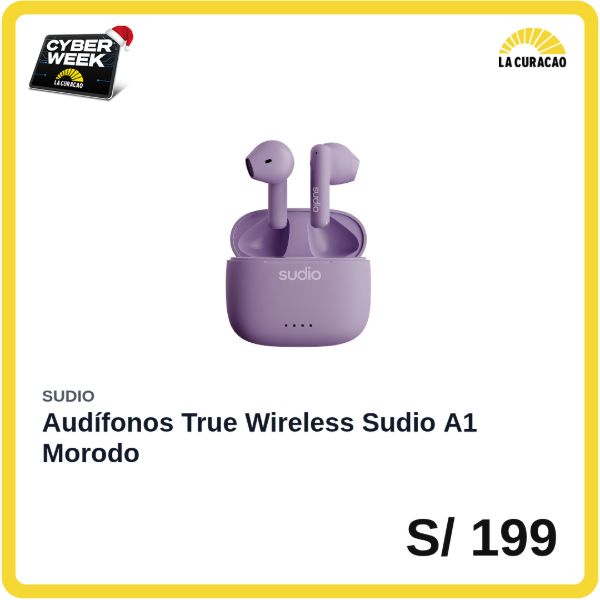 CYBER
WEEK
LA CURACAO
LA CURACAO
sudio
sudio
SUDIO
Audífonos True Wireless Sudio A1
Morodo
S/ 199